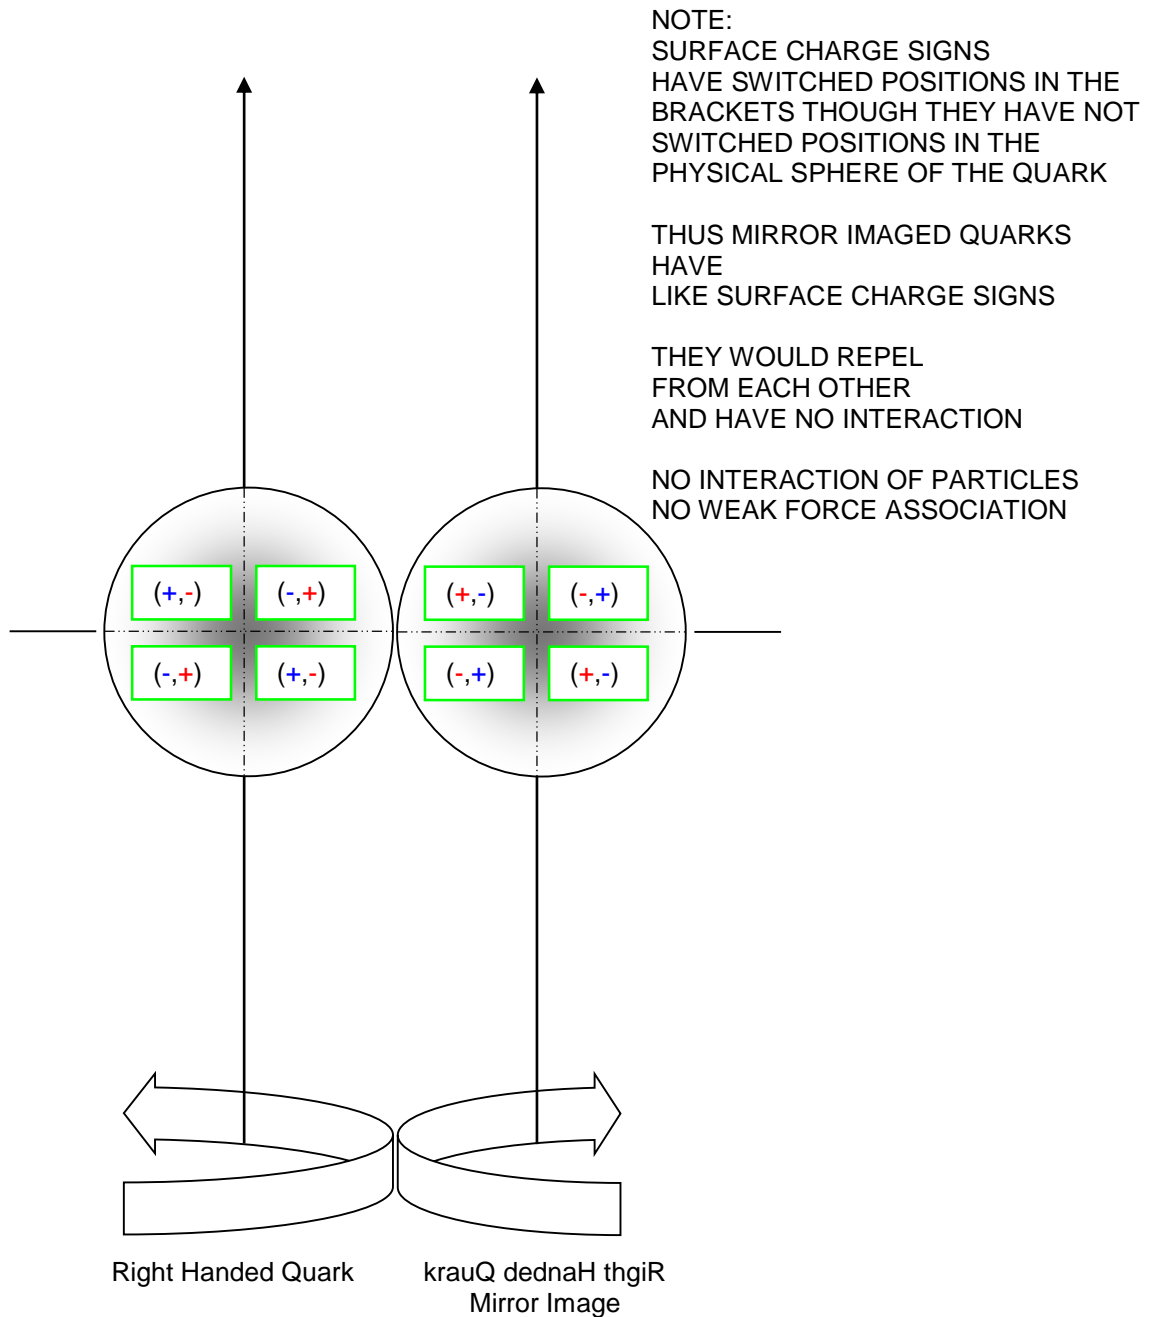 NOTE:
SURFACE CHARGE SIGNS
HAVE SWITCHED POSITIONS IN THE
BRACKETS THOUGH THEY HAVE NOT
SWITCHED POSITIONS IN THE
PHYSICAL SPHERE OF THE QUARK
THUS MIRROR IMAGED QUARKS
HAVE
LIKE SURFACE CHARGE SIGNS
THEY WOULD REPEL
FROM EACH OTHER
AND HAVE NO INTERACTION
NO INTERACTION OF PARTICLES
NO WEAK FORCE ASSOCIATION
(+,-) (-,+) (+,-) (-,+)
(-,+) (+,-) (-,+) (+,-)
Right Handed Quark
krauQ dednaH thgiR
Mirror Image